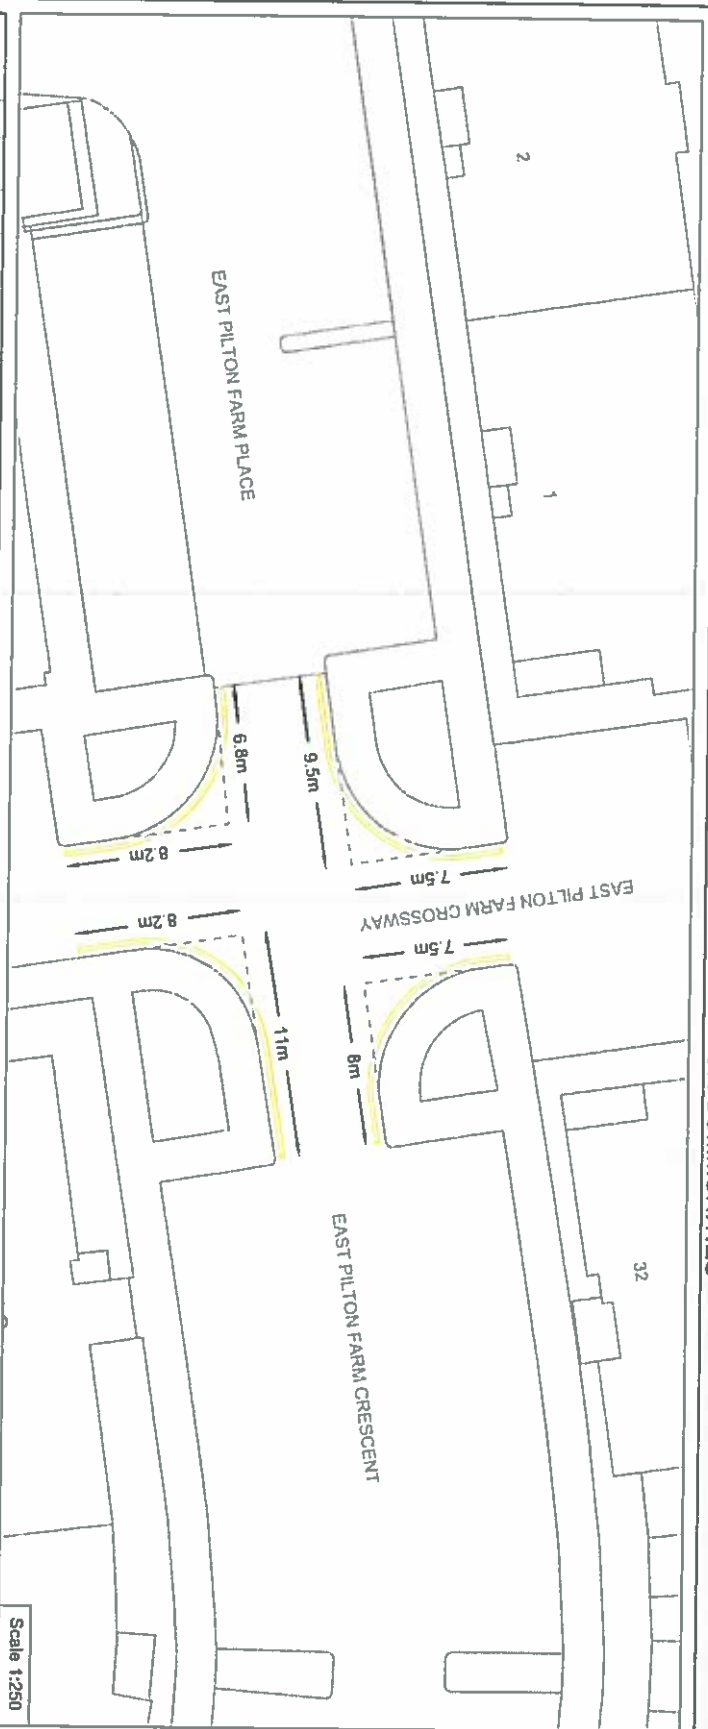 2
1
EAST PILTON FARM PLACE
6.8m
9.5m
8.2m
7.5m
EAST PILTON FARM CROSSWAY
8.2m
7.5m
11m
8m
EAST PILTON FARM CRESCENT
32
Scale 1:250